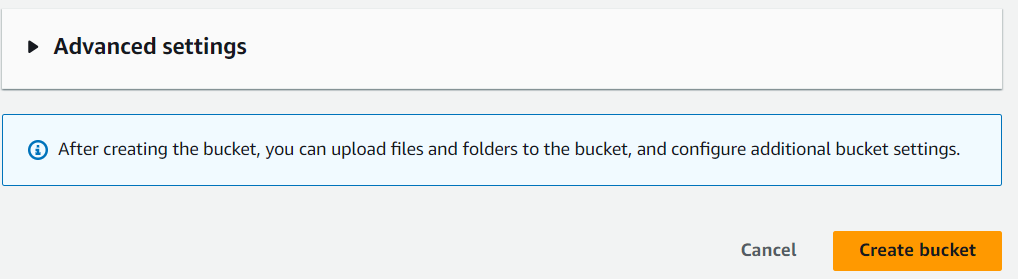 Advanced settings
After creating the bucket, you can upload files and folders to the bucket, and configure additional bucket settings.
Cancel
Create bucket